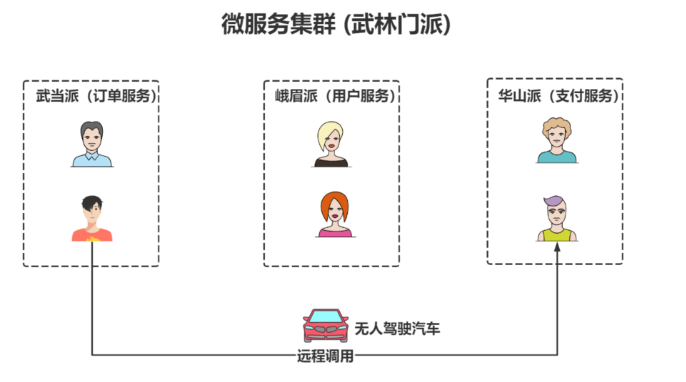 微服务集群 (武林门派)
武当派（订单服务）
峨眉派（用户服务）
华山派（支付服务）
无人驾驶汽车
远程调用